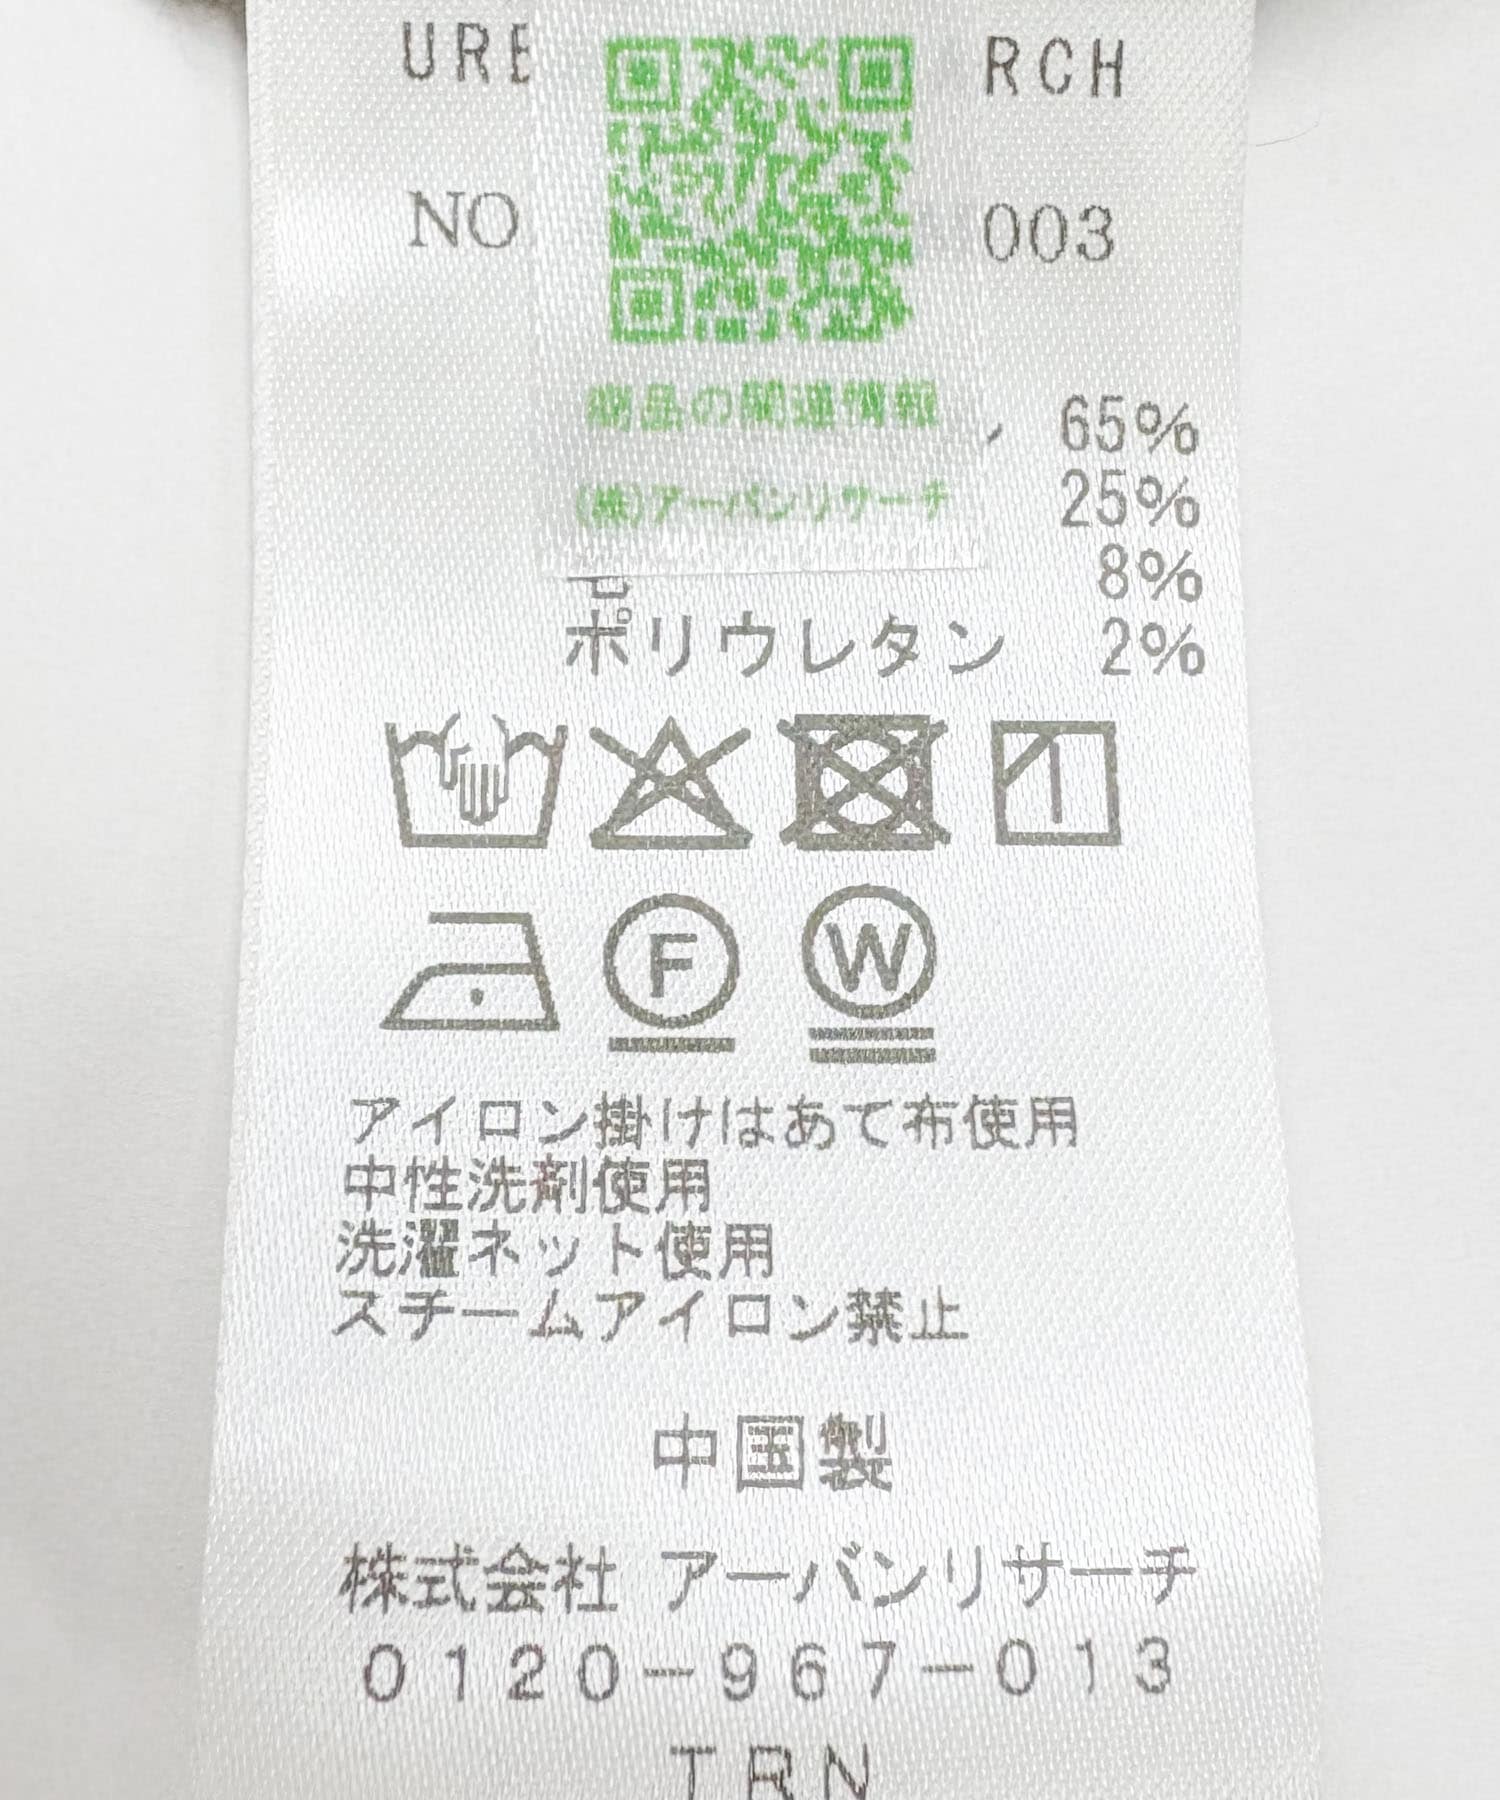 URB RCH
NO 003
商品の関連情報
(株)アーバンリサーチ
65%
25%
8%
ポリウレタン 2%
F W
アイロン掛けはあて布使用
中性洗剤使用
洗濯ネット使用
スチームアイロン禁止
中国製
株式会社 アーバンリサーチ
0120-967-013
TRN